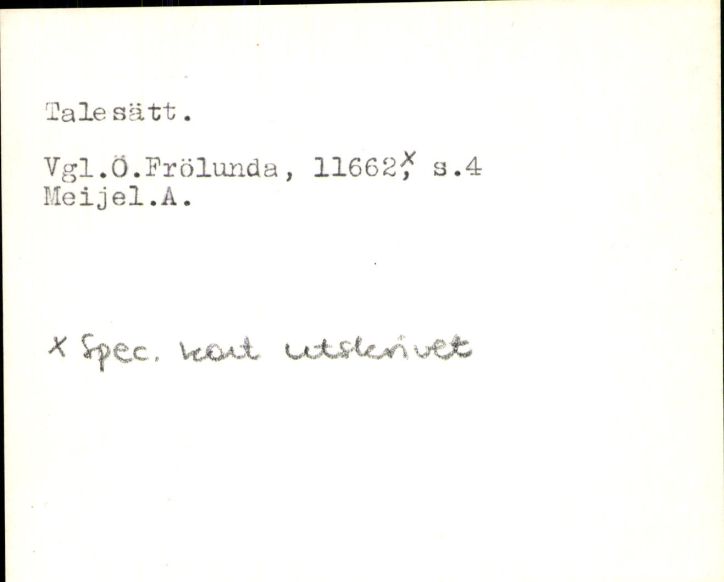 Talesätt.
Vgl.Ö.Frölunda, 11662,x s.4
Meijel.A.
x Spec. kort utskrivet